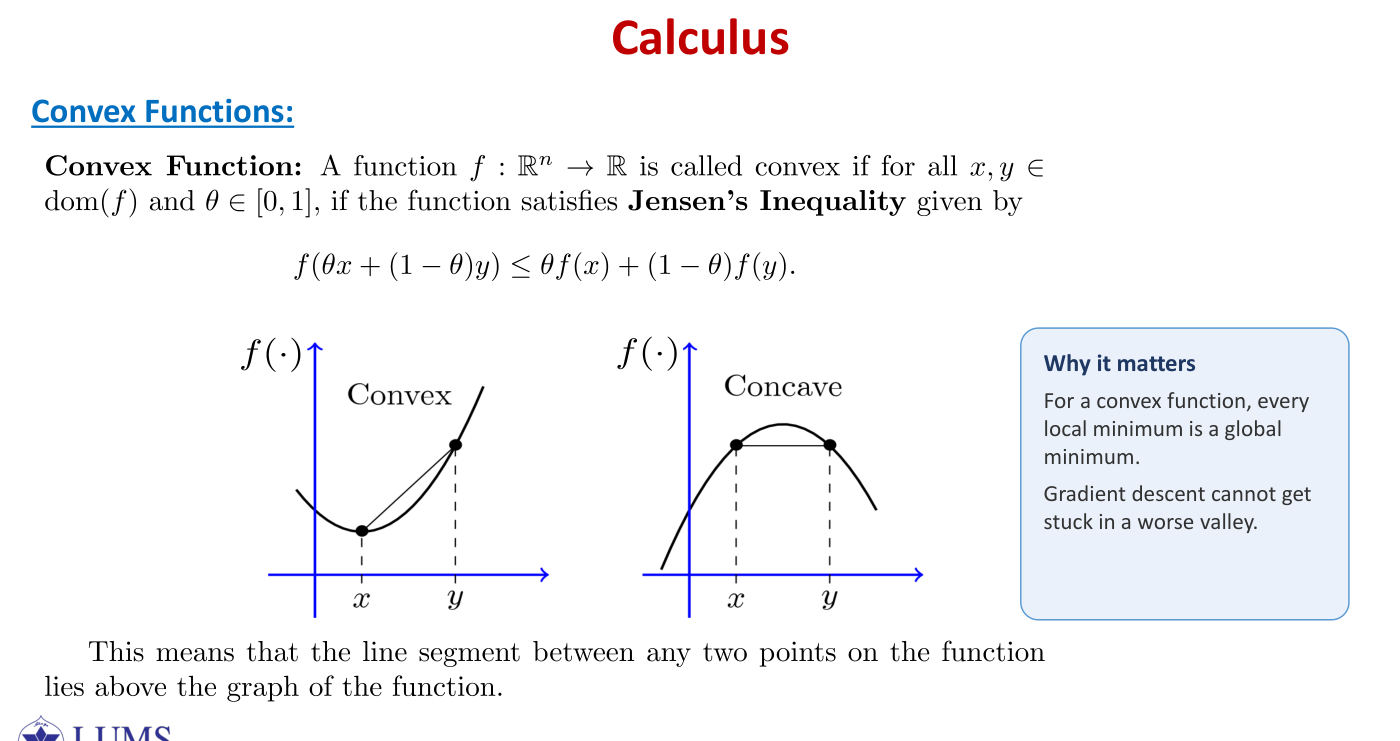 Calculus
Convex Functions:
Convex Function: A function f : ℝⁿ → ℝ is called convex if for all x, y ∈
dom(f) and θ ∈ [0, 1], if the function satisfies Jensen's Inequality given by
f(θx + (1 − θ)y) ≤ θf(x) + (1 − θ)f(y).
f(·)
Convex
x
y
f(·)
Concave
x
y
Why it matters
For a convex function, every
local minimum is a global
minimum.
Gradient descent cannot get
stuck in a worse valley.
This means that the line segment between any two points on the function
lies above the graph of the function.
LUMS